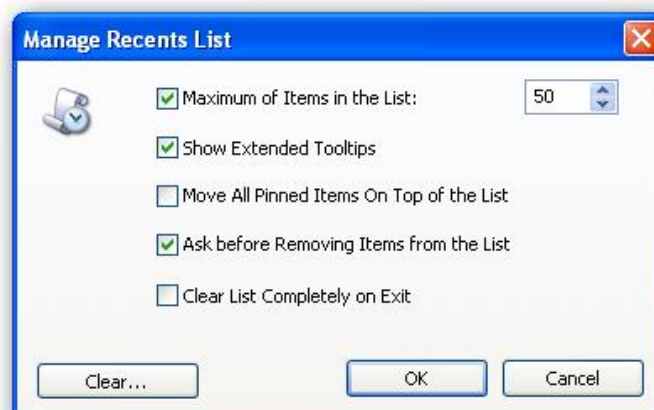 Manage Recents List
Maximum of Items in the List: 50
Show Extended Tooltips
Move All Pinned Items On Top of the List
Ask before Removing Items from the List
Clear List Completely on Exit
Clear... OK Cancel